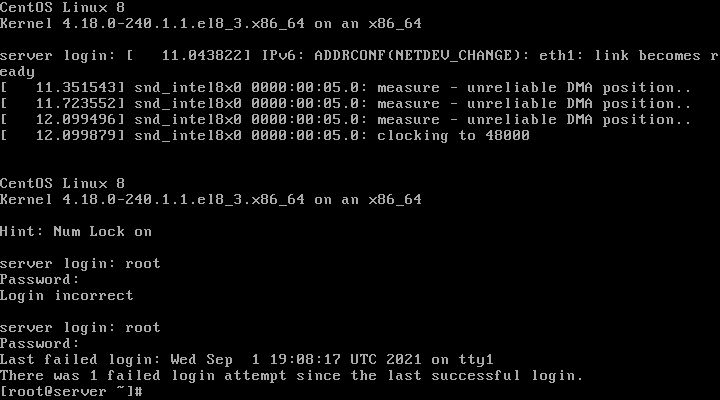 CentOS Linux 8
Kernel 4.18.0-240.1.1.el8_3.x86_64 on an x86_64
server login: [   11.043822] IPv6: ADDRCONF(NETDEV_CHANGE): eth1: link becomes r
eady
[   11.351543] snd_intel8x0 0000:00:05.0: measure - unreliable DMA position..
[   11.723552] snd_intel8x0 0000:00:05.0: measure - unreliable DMA position..
[   12.099496] snd_intel8x0 0000:00:05.0: measure - unreliable DMA position..
[   12.099879] snd_intel8x0 0000:00:05.0: clocking to 48000
CentOS Linux 8
Kernel 4.18.0-240.1.1.el8_3.x86_64 on an x86_64
Hint: Num Lock on
server login: root
Password:
Login incorrect
server login: root
Password:
Last failed login: Wed Sep  1 19:08:17 UTC 2021 on tty1
There was 1 failed login attempt since the last successful login.
[root@server ~]#